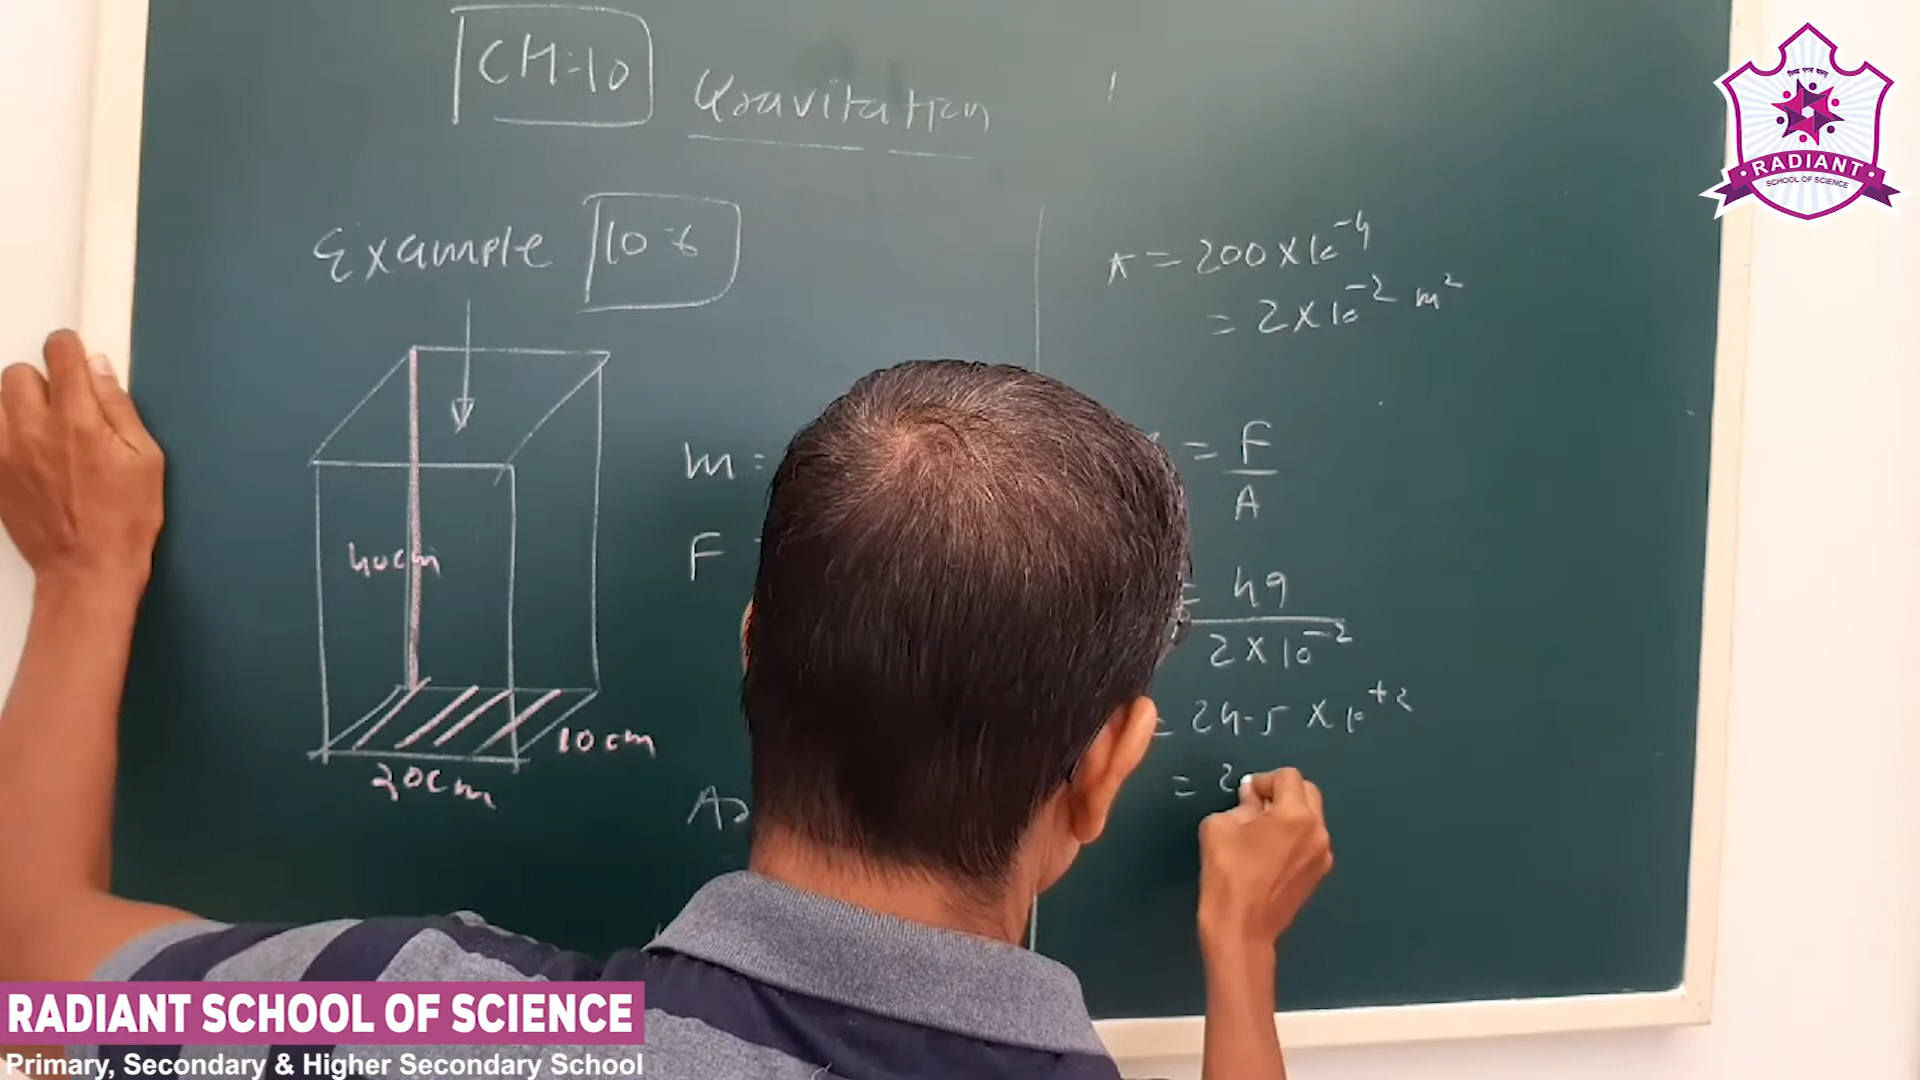 CH:10 Gravitation
Example 10.6
40cm
10cm
20cm
m =
F
A = 200 × 10⁻⁴
= 2 × 10⁻² m²
= F
A
= 49
2 × 10⁻²
= 24.5 × 10⁺²
= 2
RADIANT
SCHOOL OF SCIENCE
RADIANT SCHOOL OF SCIENCE
Primary, Secondary & Higher Secondary School